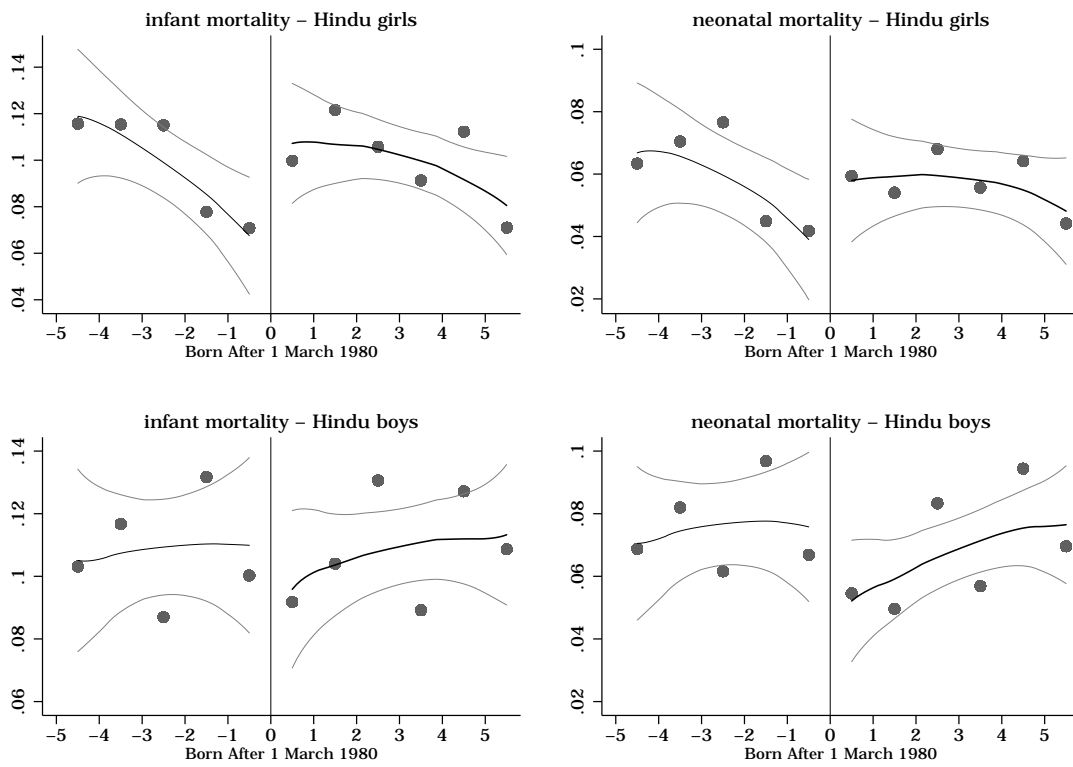 infant mortality – Hindu girls
.04 .06 .08 .1 .12 .14
−5 −4 −3 −2 −1 0 1 2 3 4 5
Born After 1 March 1980
neonatal mortality – Hindu girls
.02 .04 .06 .08 .1
−5 −4 −3 −2 −1 0 1 2 3 4 5
Born After 1 March 1980
infant mortality – Hindu boys
.06 .08 .1 .12 .14
−5 −4 −3 −2 −1 0 1 2 3 4 5
Born After 1 March 1980
neonatal mortality – Hindu boys
.02 .04 .06 .08 .1
−5 −4 −3 −2 −1 0 1 2 3 4 5
Born After 1 March 1980